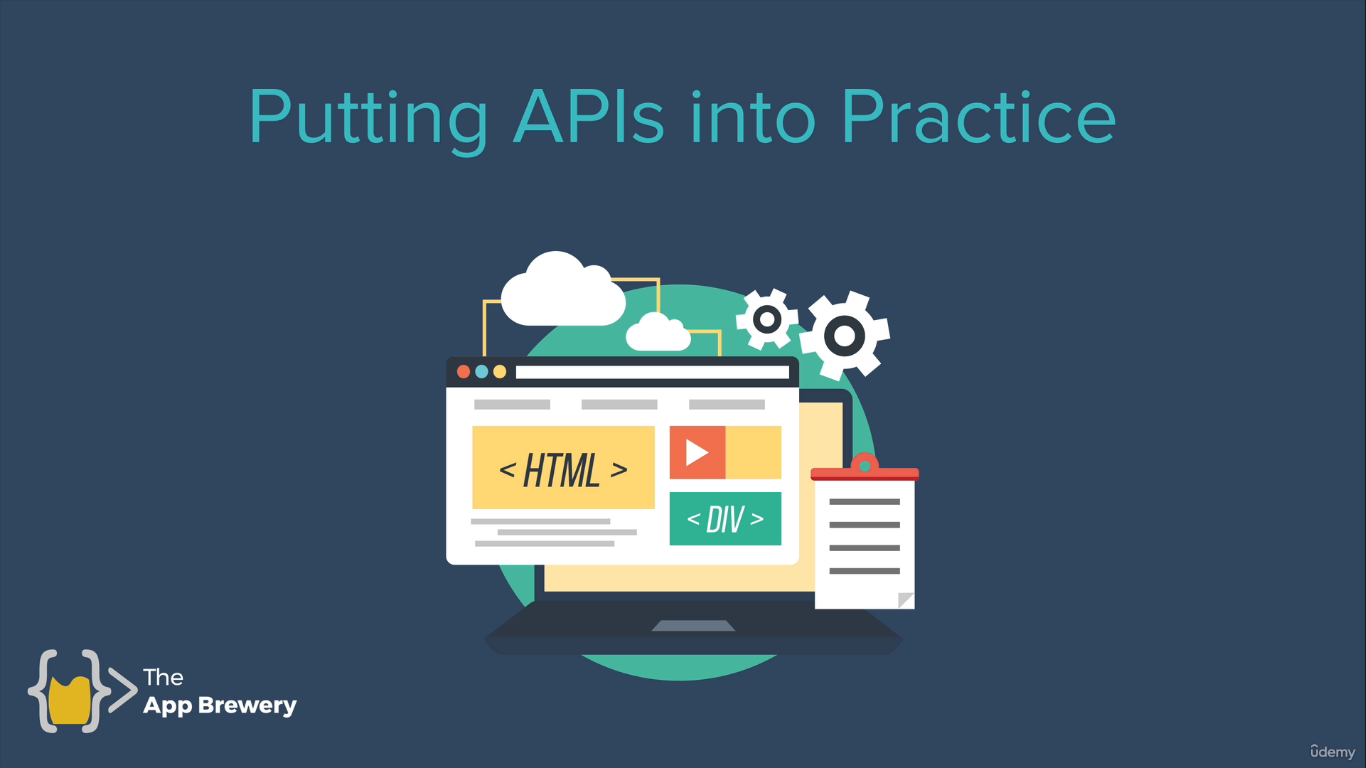 Putting APIs into Practice
< HTML >
< DIV >
The
App Brewery
ûdemy